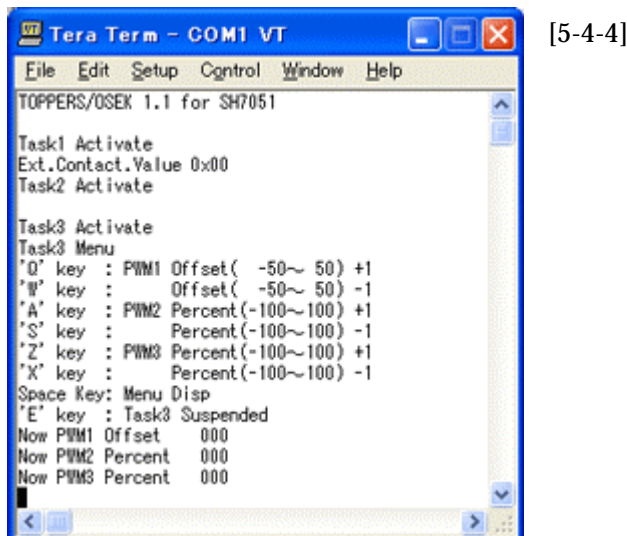 Tera Term - COM1 VT
[5-4-4]
File Edit Setup Control Window Help
TOPPERS/OSEK 1.1 for SH7051
Task1 Activate
Ext.Contact.Value 0x00
Task2 Activate
Task3 Activate
Task3 Menu
'Q' key : PWM1 Offset( -50～ 50) +1
'W' key : Offset( -50～ 50) -1
'A' key : PWM2 Percent(-100～100) +1
'S' key : Percent(-100～100) -1
'Z' key : PWM3 Percent(-100～100) +1
'X' key : Percent(-100～100) -1
Space Key: Menu Disp
'E' key : Task3 Suspended
Now PWM1 Offset 000
Now PWM2 Percent 000
Now PWM3 Percent 000